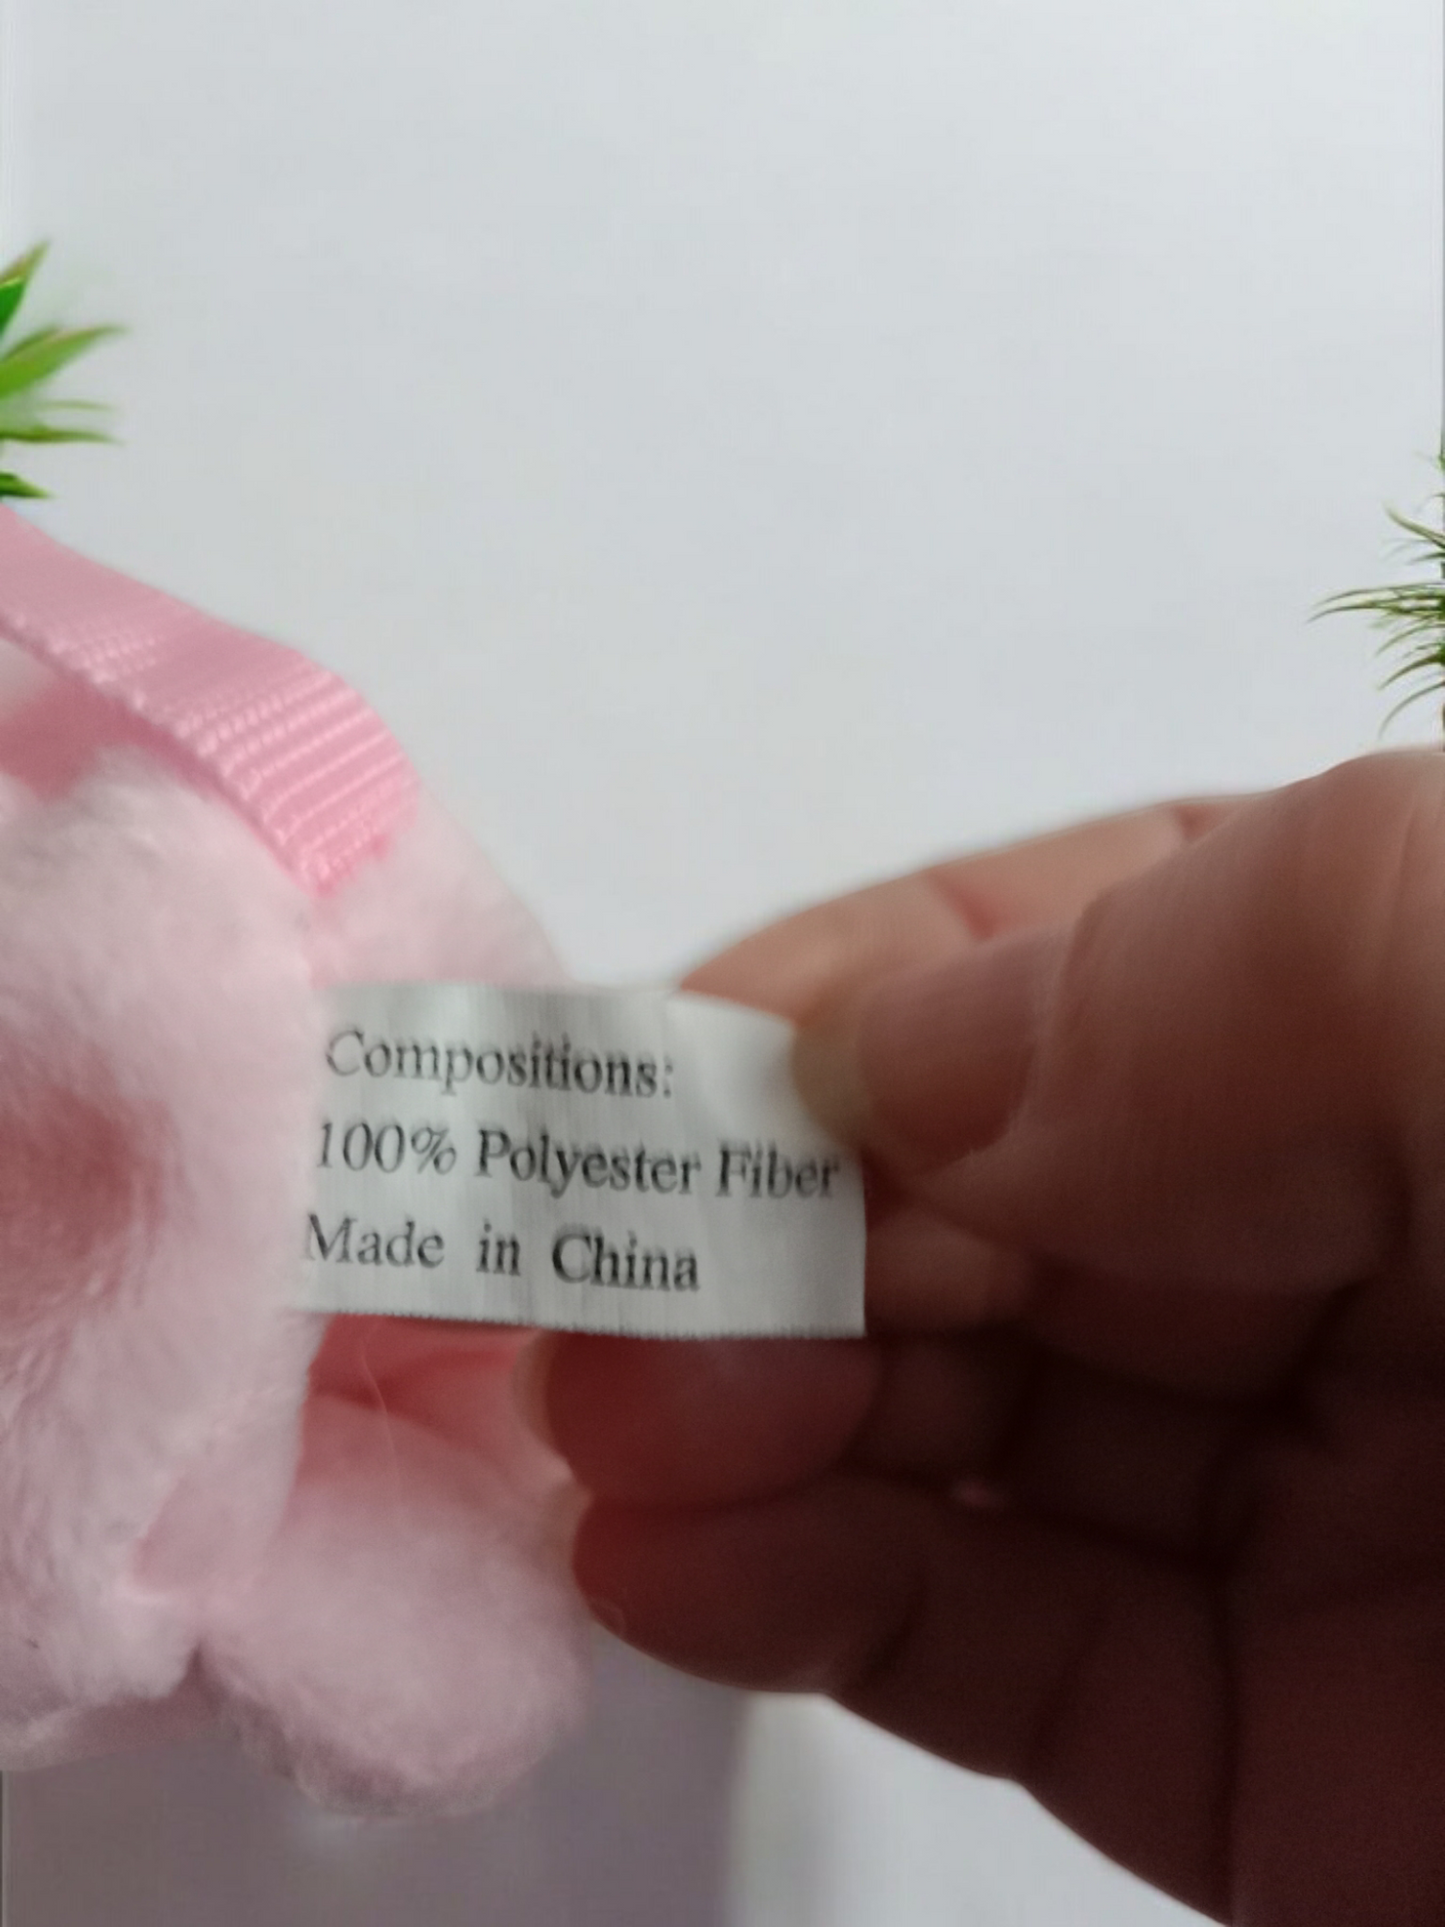 Compositions:
100% Polyester Fiber
Made in China